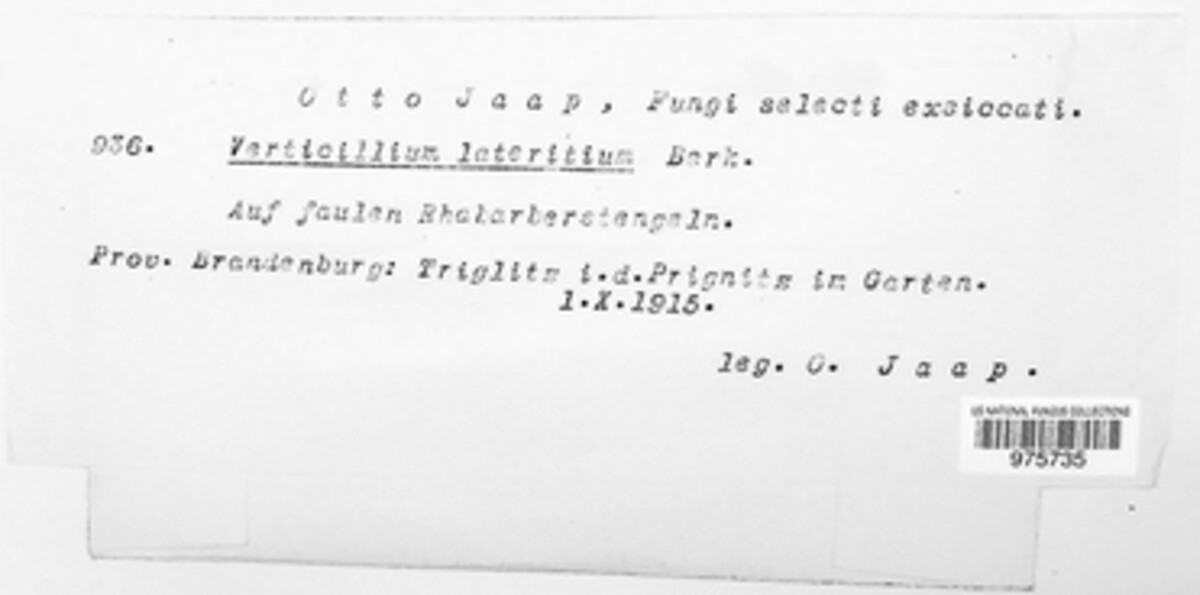 Otto Jaap, Fungi selecti exsiccati.
936. Verticillium lateritium Berk.
Auf faulen Rhabarberstengeln.
Prov. Brandenburg: Triglitz i.d.Prignitz im Garten.
1.X.1915.
leg. O. Jaap.
US NATIONAL FUNGUS COLLECTIONS
975735